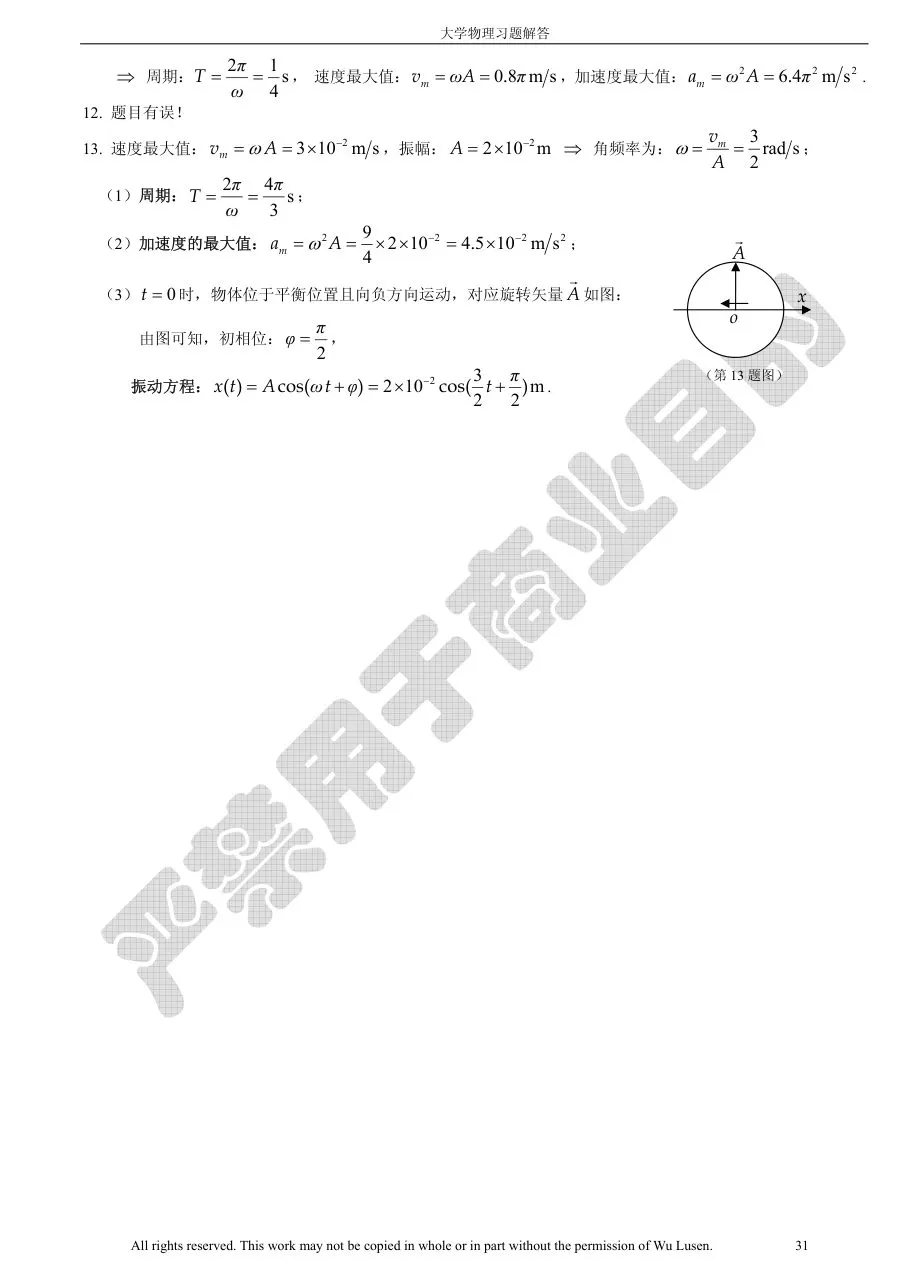 大学物理习题解答
⇒ 周期:T = 2π/ω = 1/4 s, 速度最大值:vₘ = ωA = 0.8π m/s,加速度最大值:aₘ = ω²A = 6.4π² m/s².
12. 题目有误!
13. 速度最大值:vₘ = ωA = 3×10⁻² m/s,振幅:A = 2×10⁻² m ⇒ 角频率为:ω = vₘ/A = 3/2 rad/s;
(1)周期:T = 2π/ω = 4π/3 s;
(2)加速度的最大值:aₘ = ω²A = 9/4 ×2×10⁻² = 4.5×10⁻² m/s²;
(3)t = 0时,物体位于平衡位置且向负方向运动,对应旋转矢量 A⃗ 如图:
由图可知,初相位:φ = π/2,
振动方程:x(t) = Acos(ωt+φ) = 2×10⁻² cos(3/2 t + π/2) m.
A⃗
x
o
(第 13 题图)
严禁用于商业目的
All rights reserved. This work may not be copied in whole or in part without the permission of Wu Lusen.
31